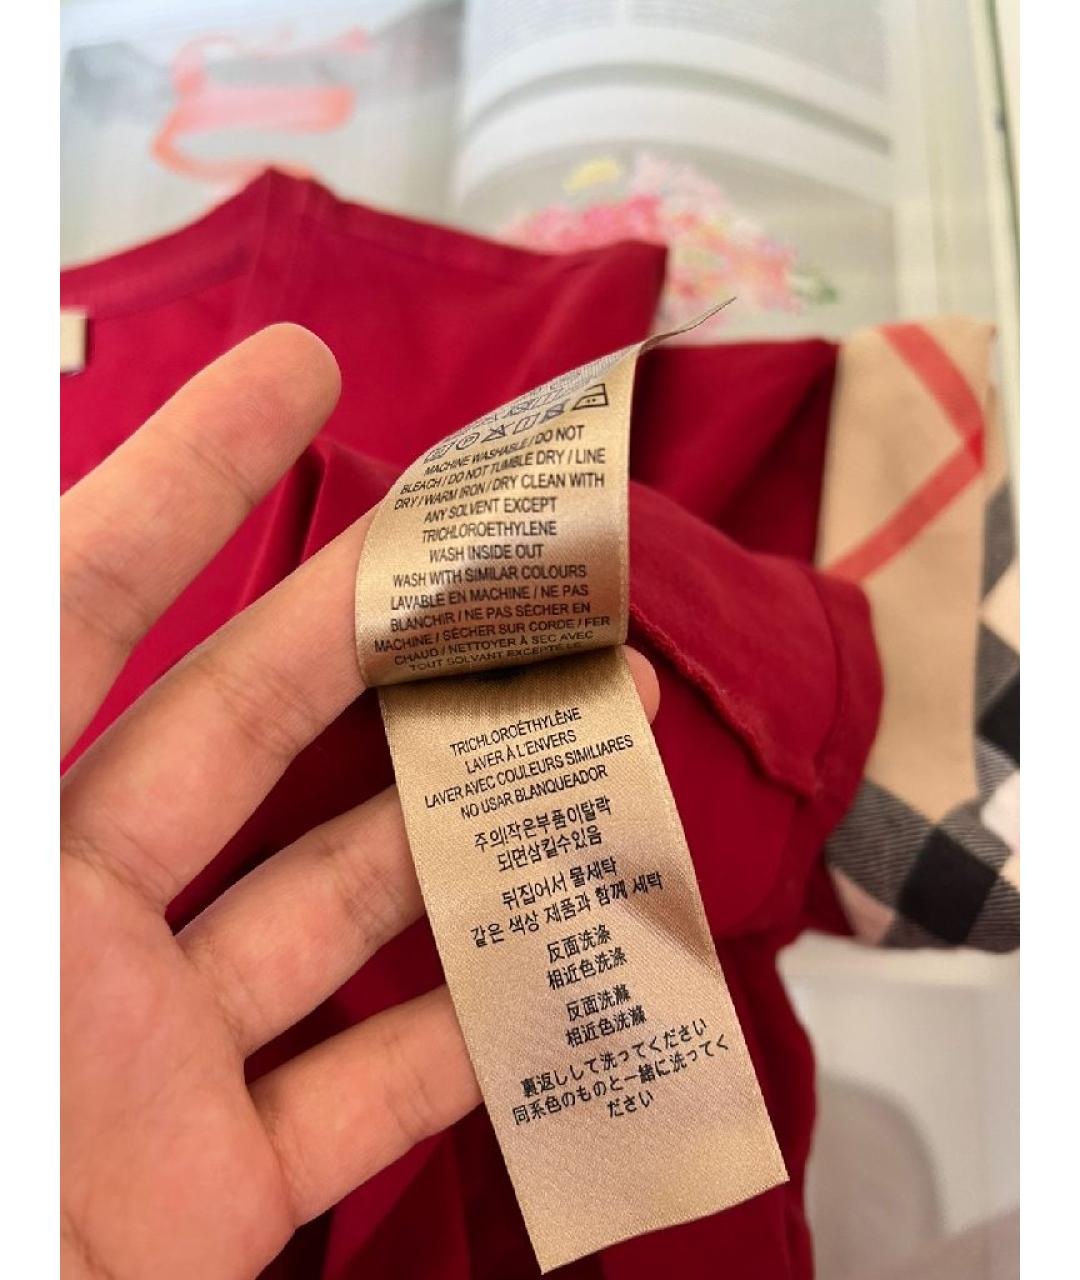 MACHINE WASHABLE / DO NOT
BLEACH / DO NOT TUMBLE DRY / LINE
DRY / WARM IRON / DRY CLEAN WITH
ANY SOLVENT EXCEPT
TRICHLOROETHYLENE
WASH INSIDE OUT
WASH WITH SIMILAR COLOURS
LAVABLE EN MACHINE / NE PAS
BLANCHIR / NE PAS SÉCHER EN
MACHINE / SÉCHER SUR CORDE / FER
CHAUD / NETTOYER À SEC AVEC
TOUT SOLVANT EXCEPTÉ LE
TRICHLOROÉTHYLÈNE
LAVER À L'ENVERS
LAVER AVEC COULEURS SIMILIARES
NO USAR BLANQUEADOR
주의!작은부품이탈락
되면삼킬수있음
뒤집어서 물세탁
같은 색상 제품과 함께 세탁
反面洗涤
相近色洗涤
反面洗滌
相近色洗滌
裏返しして洗ってください
同系色のものと一緒に洗ってく
ださい